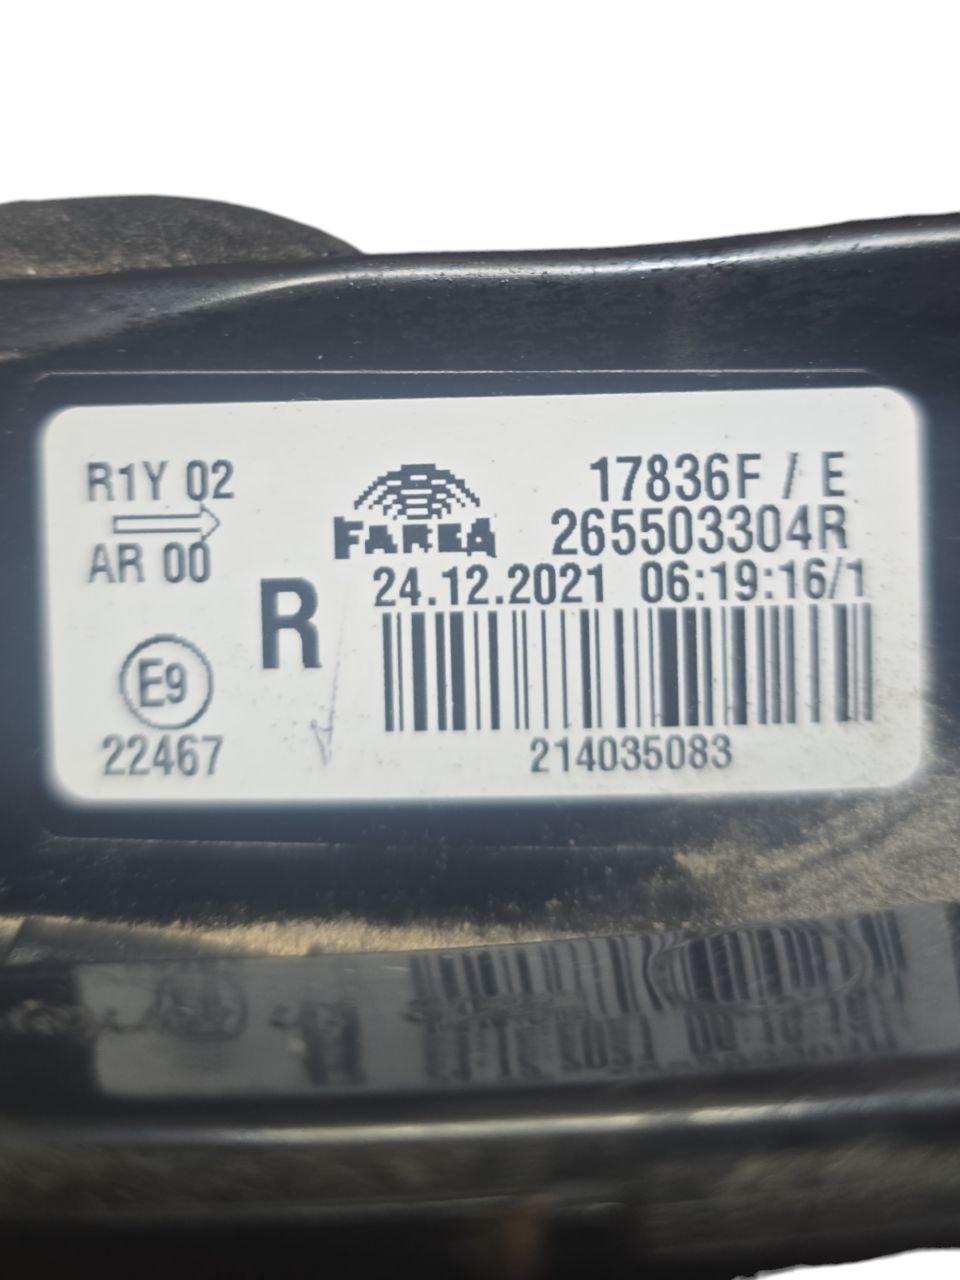 R1Y 02
AR 00
R
E9
22467
FAREA
17836F / E
265503304R
24.12.2021 06:19:16/1
214035083